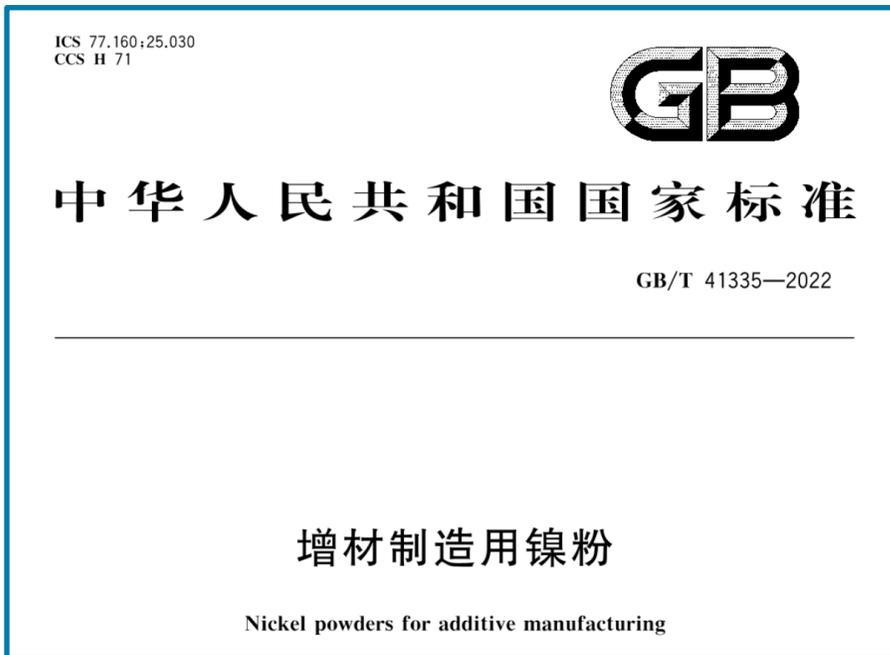 ICS 77.160;25.030
CCS H 71
GB
中华人民共和国国家标准
GB/T 41335—2022
增材制造用镍粉
Nickel powders for additive manufacturing